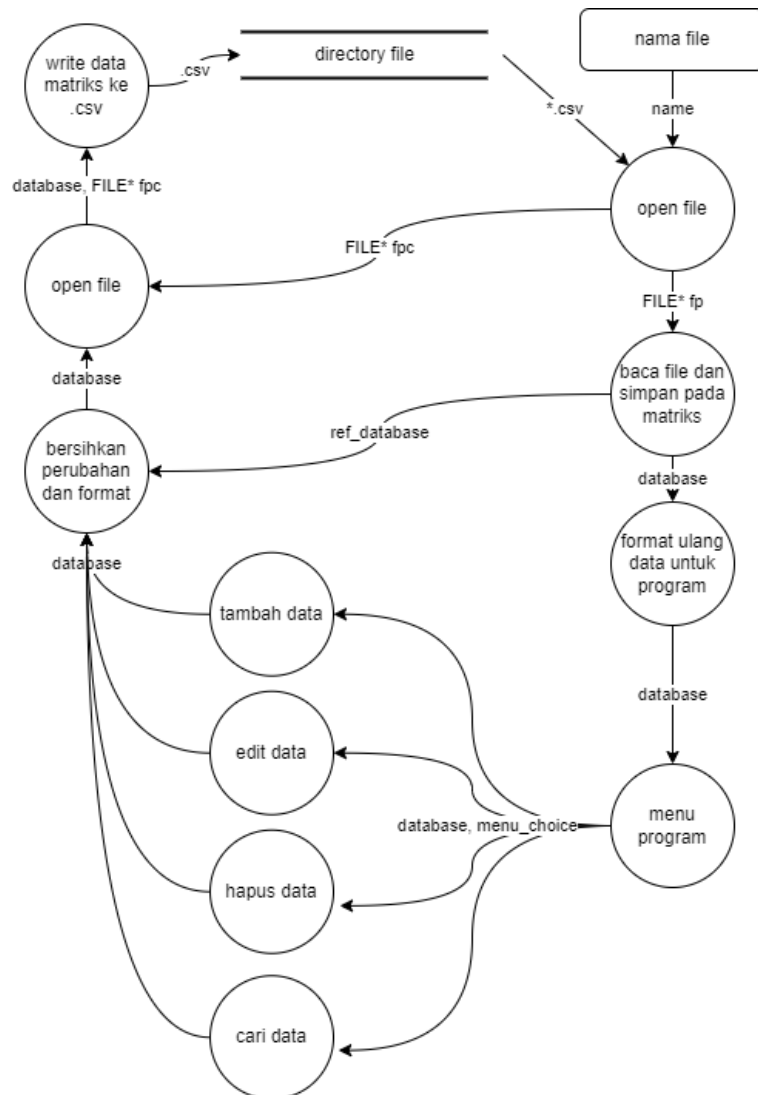 nama file
directory file
write data
matriks ke
.csv
.csv
*.csv
name
open file
database, FILE* fpc
FILE* fpc
open file
FILE* fp
baca file dan
simpan pada
matriks
database
ref_database
bersihkan
perubahan
dan format
database
format ulang
data untuk
program
database
tambah data
database
edit data
database, menu_choice
menu
program
hapus data
cari data